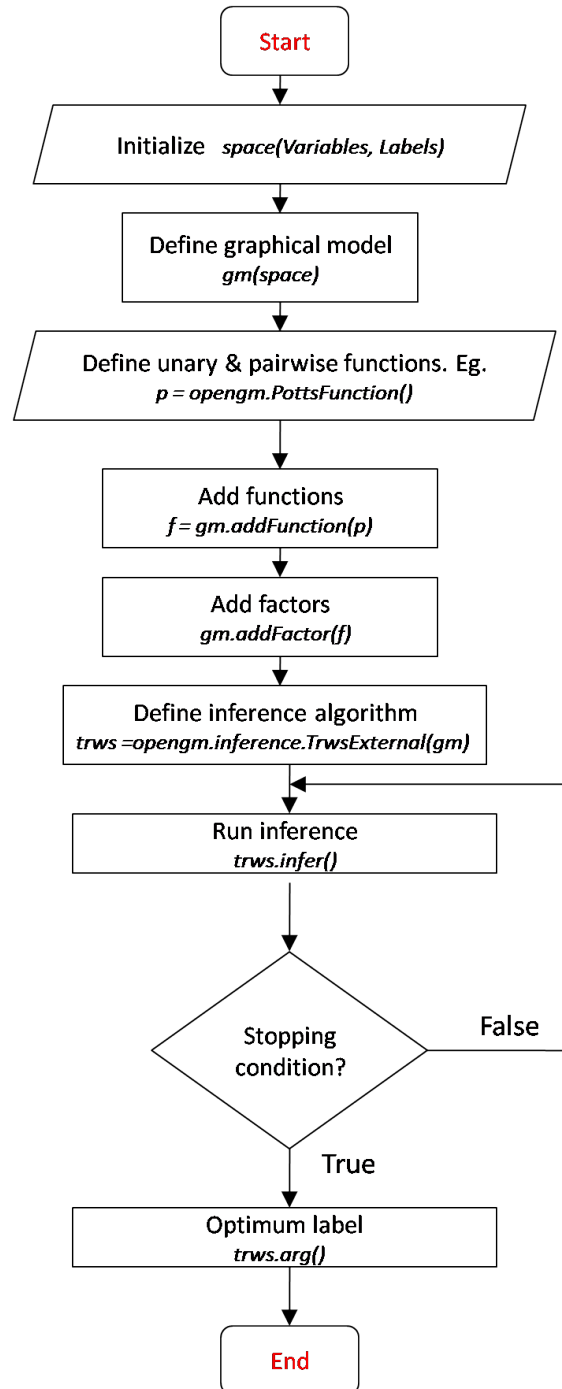 Start
Initialize space(Variables, Labels)
Define graphical model
gm(space)
Define unary & pairwise functions. Eg.
p = opengm.PottsFunction()
Add functions
f = gm.addFunction(p)
Add factors
gm.addFactor(f)
Define inference algorithm
trws =opengm.inference.TrwsExternal(gm)
Run inference
trws.infer()
Stopping
condition?
False
True
Optimum label
trws.arg()
End